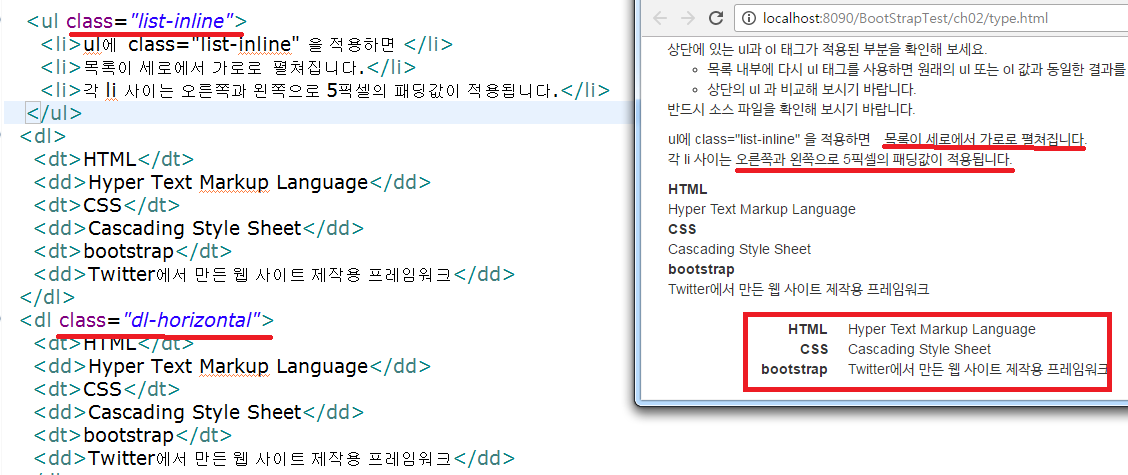 <ul class="list-inline">
<li>ul에 class="list-inline" 을 적용하면 </li>
<li>목록이 세로에서 가로로 펼쳐집니다.</li>
<li>각 li 사이는 오른쪽과 왼쪽으로 5픽셀의 패딩값이 적용됩니다.</li>
</ul>
<dl>
<dt>HTML</dt>
<dd>Hyper Text Markup Language</dd>
<dt>CSS</dt>
<dd>Cascading Style Sheet</dd>
<dt>bootstrap</dt>
<dd>Twitter에서 만든 웹 사이트 제작용 프레임워크</dd>
</dl>
<dl class="dl-horizontal">
<dt>HTML</dt>
<dd>Hyper Text Markup Language</dd>
<dt>CSS</dt>
<dd>Cascading Style Sheet</dd>
<dt>bootstrap</dt>
<dd>Twitter에서 만든 웹 사이트 제작용 프레임워크</dd>
localhost:8090/BootStrapTest/ch02/type.html
상단에 있는 ul과 ol 태그가 적용된 부분을 확인해 보세요.
목록 내부에 다시 ul 태그를 사용하면 원래의 ul 또는 ol 값과 동일한 결과를
상단의 ul 과 비교해 보시기 바랍니다.
반드시 소스 파일을 확인해 보시기 바랍니다.
ul에 class="list-inline" 을 적용하면 목록이 세로에서 가로로 펼쳐집니다.
각 li 사이는 오른쪽과 왼쪽으로 5픽셀의 패딩값이 적용됩니다.
HTML
Hyper Text Markup Language
CSS
Cascading Style Sheet
bootstrap
Twitter에서 만든 웹 사이트 제작용 프레임워크
HTML Hyper Text Markup Language
CSS Cascading Style Sheet
bootstrap Twitter에서 만든 웹 사이트 제작용 프레임워크